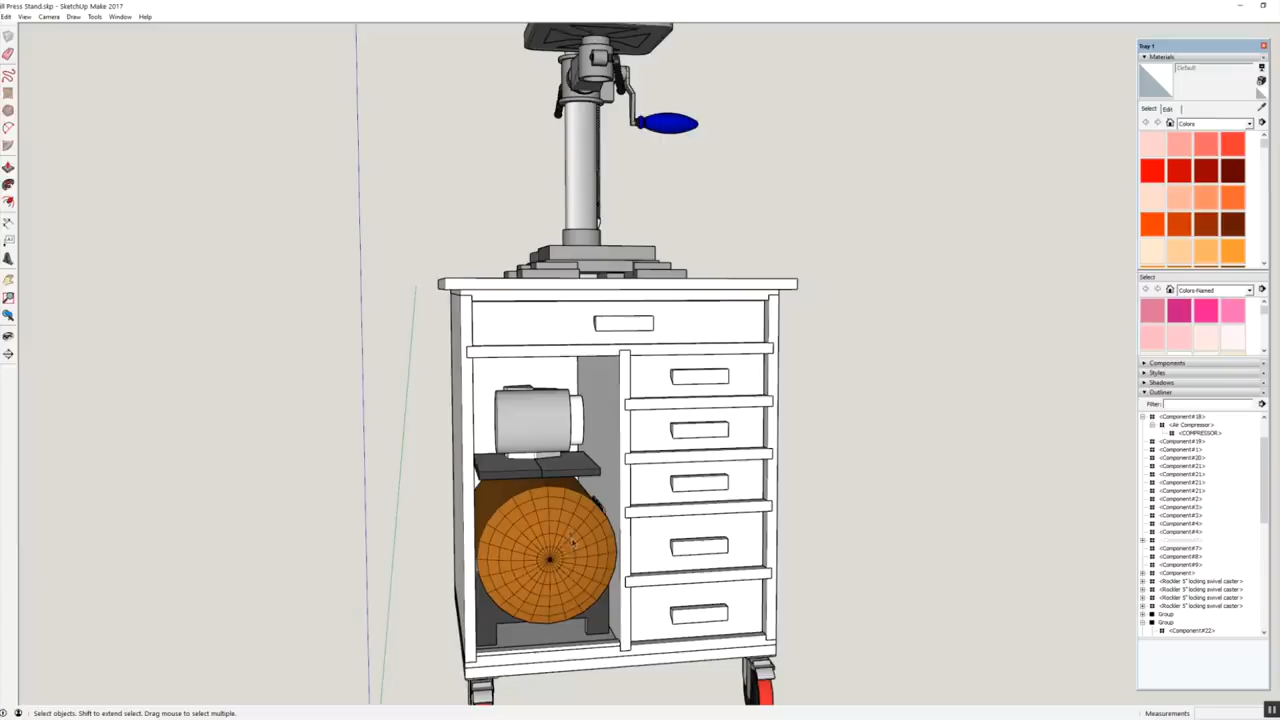 ill Press Stand.skp - SketchUp Make 2017
Edit View Camera Draw Tools Window Help
Tray 1
Materials
Default
Select Edit
Colors
Select
Colors-Named
Components
Styles
Shadows
Outliner
Filter:
<Component#18>
<Air Compressor>
<COMPRESSOR>
<Component#19>
<Component#1>
<Component#20>
<Component#21>
<Component#21>
<Component#21>
<Component#21>
<Component#2>
<Component#3>
<Component#3>
<Component#4>
<Component#4>
<Component#7>
<Component#8>
<Component#9>
<Component>
<Rockler 5" locking swivel caster>
<Rockler 5" locking swivel caster>
<Rockler 5" locking swivel caster>
<Rockler 5" locking swivel caster>
Group
Group
<Component#22>
Select objects. Shift to extend select. Drag mouse to select multiple.
Measurements